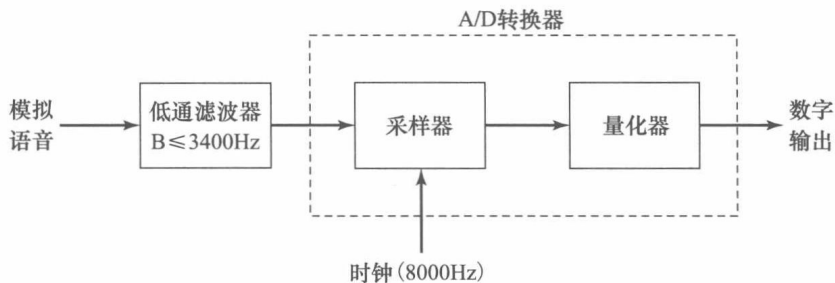 A/D转换器
模拟
语音
低通滤波器
B≤3400Hz
采样器
量化器
数字
输出
时钟(8000Hz)